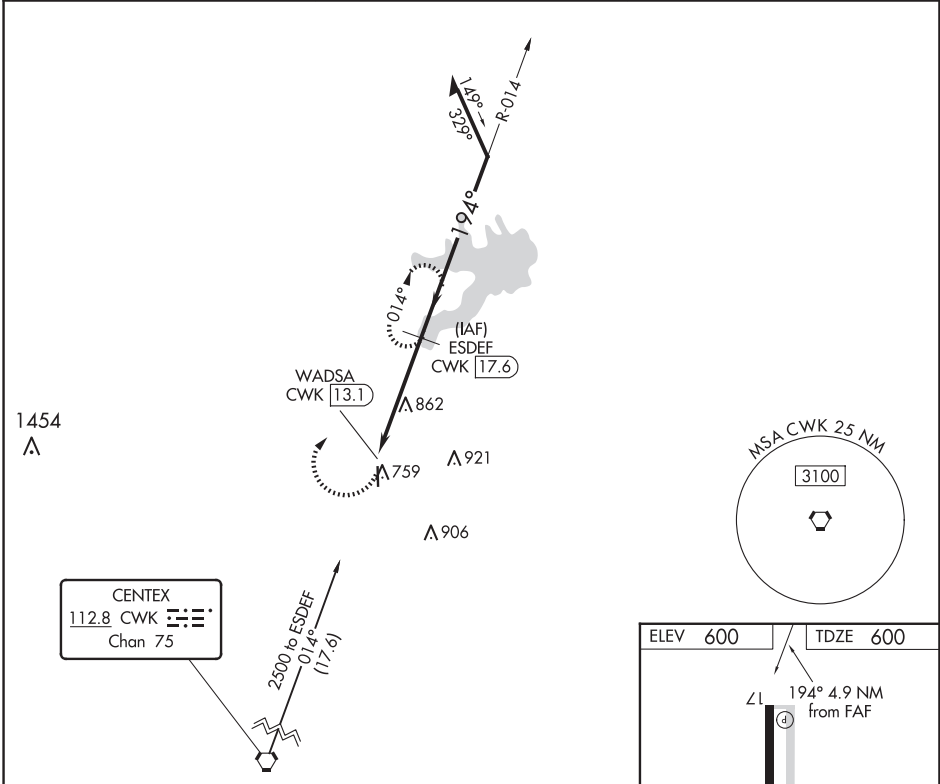 R-014
149°
329°
194°
014°
(IAF)
ESDEF
CWK 17.6
WADSA
CWK 13.1
862
1454
921
759
906
MSA CWK 25 NM
3100
CENTEX
112.8 CWK
Chan 75
2500 to ESDEF
014°
(17.6)
ELEV 600
TDZE 600
194° 4.9 NM
from FAF
17
P